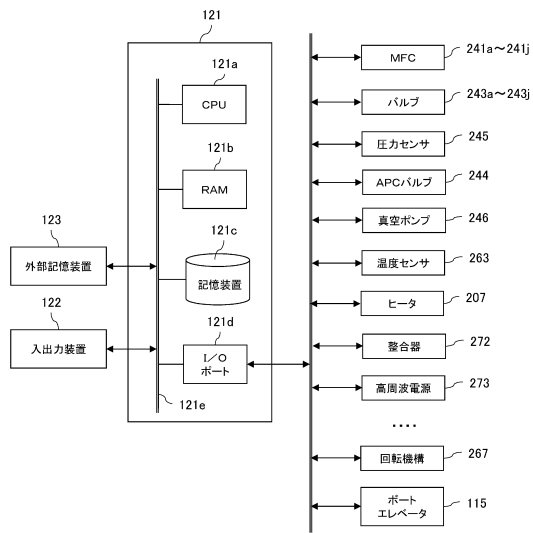 121
121a
CPU
121b
RAM
121c
記憶装置
121d
I/O
ポート
121e
123
外部記憶装置
122
入出力装置
MFC
241a～241j
バルブ
243a～243j
圧力センサ
245
APCバルブ
244
真空ポンプ
246
温度センサ
263
ヒータ
207
整合器
272
高周波電源
273
....
回転機構
267
ボート
エレベータ
115